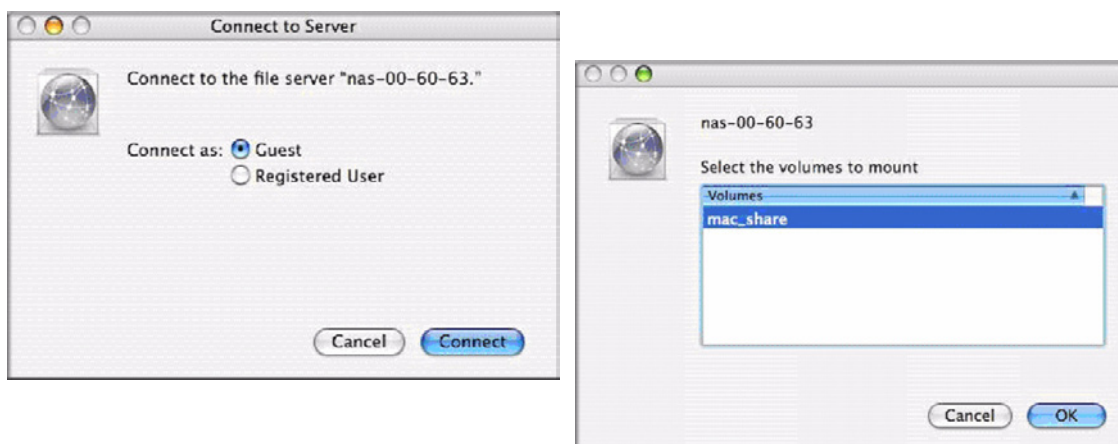 Connect to Server
Connect to the file server "nas-00-60-63."
Connect as: Guest
Registered User
Cancel Connect
nas-00-60-63
Select the volumes to mount
Volumes
mac_share
Cancel OK